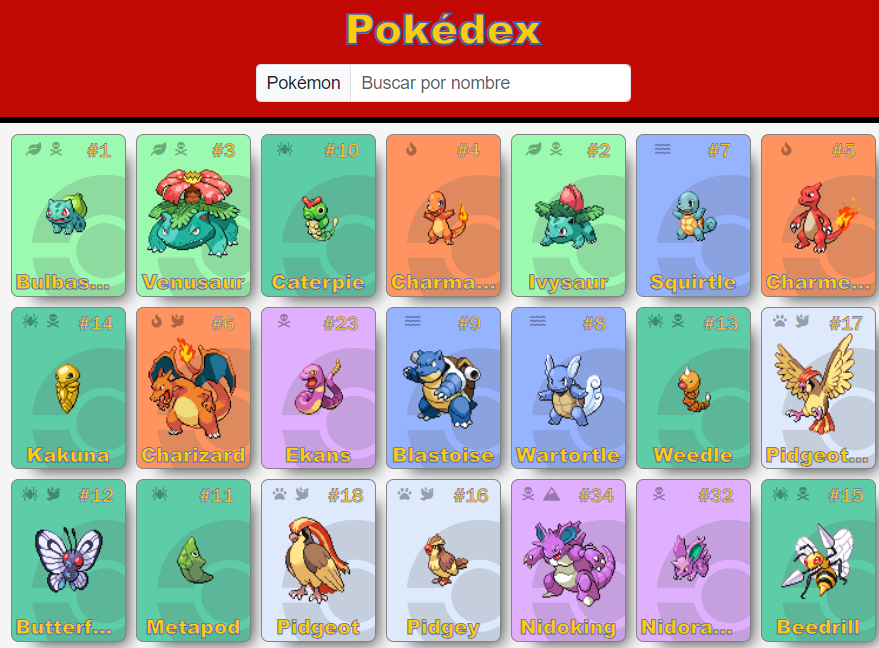 Pokédex
Pokémon Buscar por nombre
#1 #3 #10 #4 #2 #7 #5
Bulbas... Venusaur Caterpie Charma... Ivysaur Squirtle Charme...
#14 #6 #23 #9 #8 #13 #17
Kakuna Charizard Ekans Blastoise Wartortle Weedle Pidgeot...
#12 #11 #18 #16 #34 #32 #15
Butterf... Metapod Pidgeot Pidgey Nidoking Nidora... Beedrill